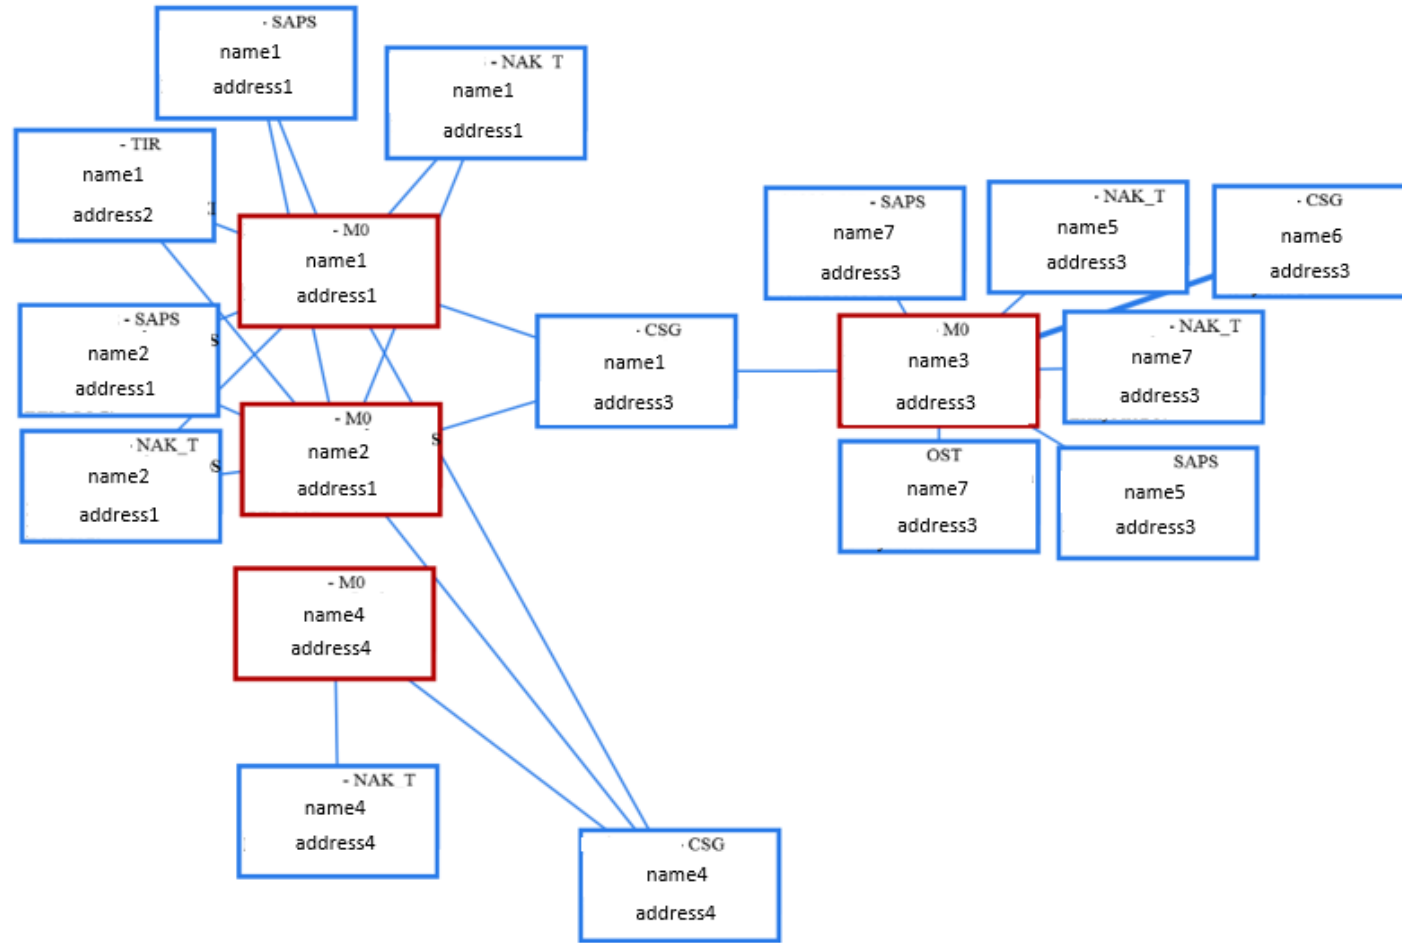 - SAPS
name1
address1
- NAK_T
name1
address1
- TIR
name1
address2
- M0
name1
address1
- SAPS
name2
address1
NAK_T
name2
address1
- M0
name2
address1
- M0
name4
address4
- NAK_T
name4
address4
CSG
name1
address3
CSG
name4
address4
- SAPS
name7
address3
- NAK_T
name5
address3
- CSG
name6
address3
M0
name3
address3
- NAK_T
name7
address3
OST
name7
address3
SAPS
name5
address3